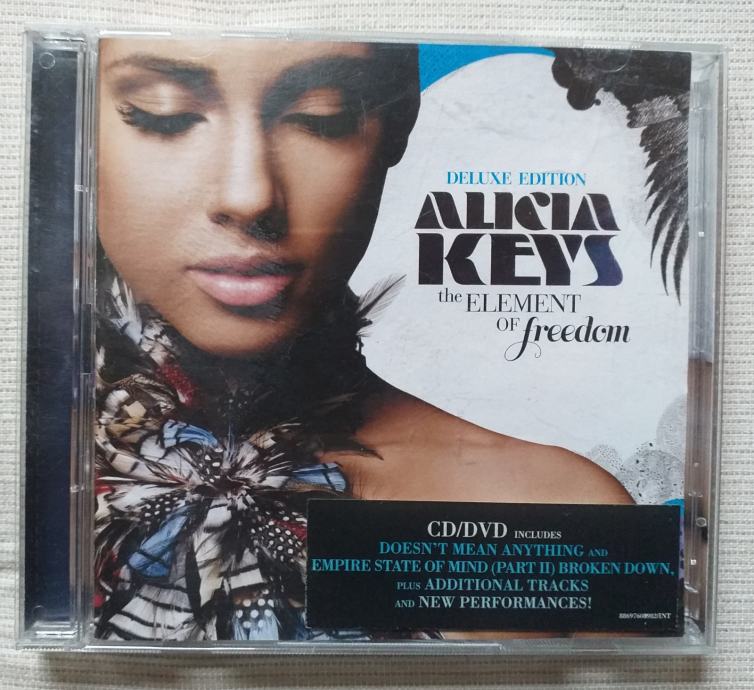 DELUXE EDITION
ALICIA
KEYS
the ELEMENT
OF freedom
CD/DVD INCLUDES
DOESN'T MEAN ANYTHING AND
EMPIRE STATE OF MIND (PART II) BROKEN DOWN,
PLUS ADDITIONAL TRACKS
AND NEW PERFORMANCES!